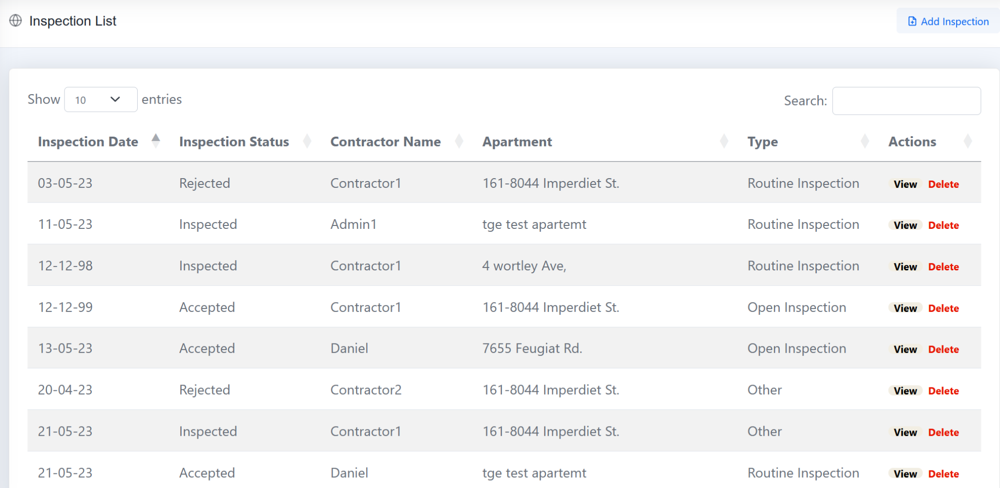 Inspection List
Add Inspection
Show 10 entries
Search:
Inspection Date Inspection Status Contractor Name Apartment Type Actions
03-05-23 Rejected Contractor1 161-8044 Imperdiet St. Routine Inspection View Delete
11-05-23 Inspected Admin1 tge test apartemt Routine Inspection View Delete
12-12-98 Inspected Contractor1 4 wortley Ave, Routine Inspection View Delete
12-12-99 Accepted Contractor1 161-8044 Imperdiet St. Open Inspection View Delete
13-05-23 Accepted Daniel 7655 Feugiat Rd. Open Inspection View Delete
20-04-23 Rejected Contractor2 161-8044 Imperdiet St. Other View Delete
21-05-23 Inspected Contractor1 161-8044 Imperdiet St. Other View Delete
21-05-23 Accepted Daniel tge test apartemt Routine Inspection View Delete